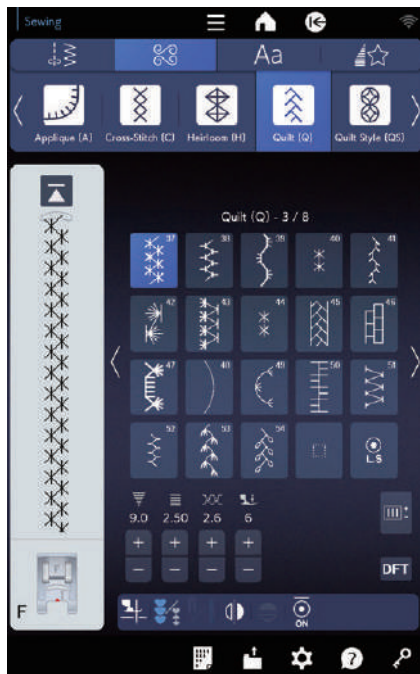 Sewing
Aa
Applique (A) Cross-Stitch (C) Heirloom (H) Quilt (Q) Quilt Style (QS)
Quilt (Q) - 3 / 8
37 38 39 40 41
42 43 44 45 46
47 48 49 50 51
52 53 54
L.S
9.0 2.50 2.6 6
+ + + +
- - - -
DFT
F
ON